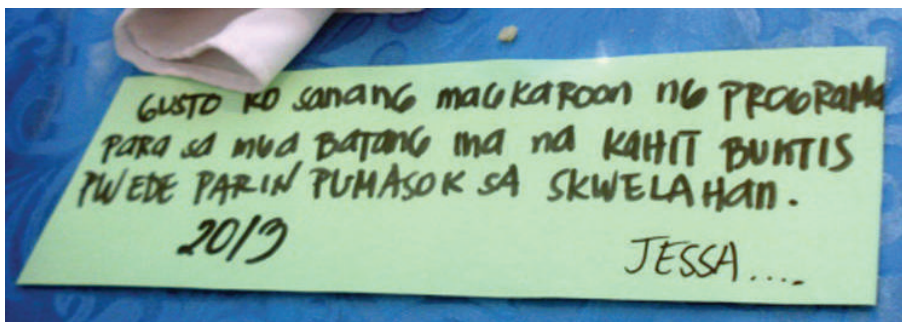 GUSTO KO sanang magkaroon ng PROGRAMA
PARA sa mga BATANG ina na KAHIT BUNTIS
PWEDE PARIN PUMASOK SA SKWELAHan.
2013
JESSA....